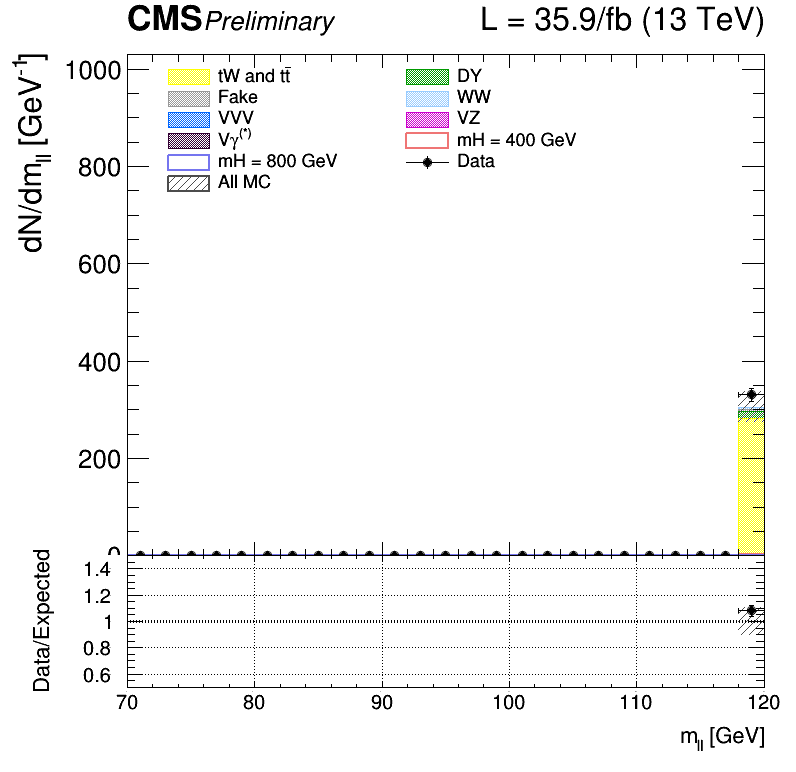 CMS Preliminary L = 35.9/fb (13 TeV)
dN/dm_ll [GeV^-1]
1000
800
600
400
200
0
tW and tt̄ DY
Fake WW
VVV VZ
Vγ^(*) mH = 400 GeV
mH = 800 GeV Data
All MC
Data/Expected
1.4
1.2
1
0.8
0.6
70 80 90 100 110 120
m_ll [GeV]